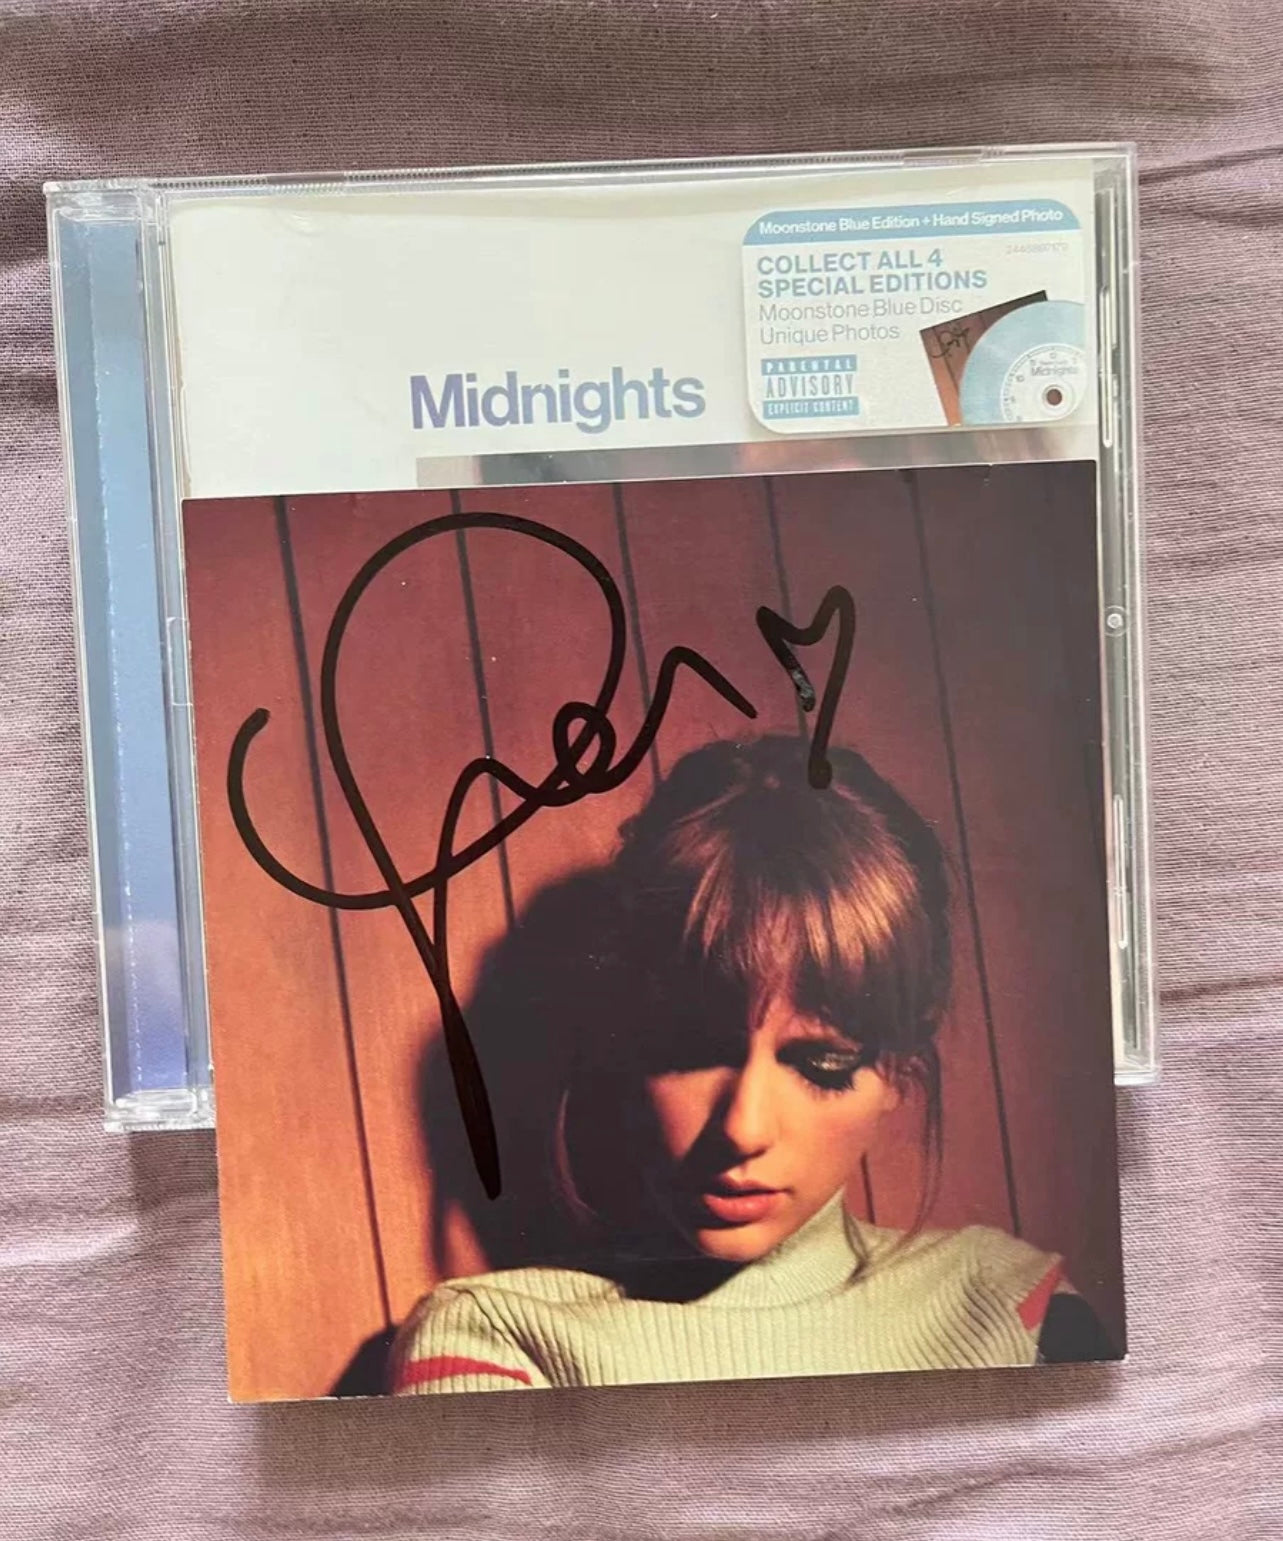 Moonstone Blue Edition + Hand Signed Photo
COLLECT ALL 4
SPECIAL EDITIONS
Moonstone Blue Disc
Unique Photos
PARENTAL
ADVISORY
EXPLICIT CONTENT
Midnights
Midnights